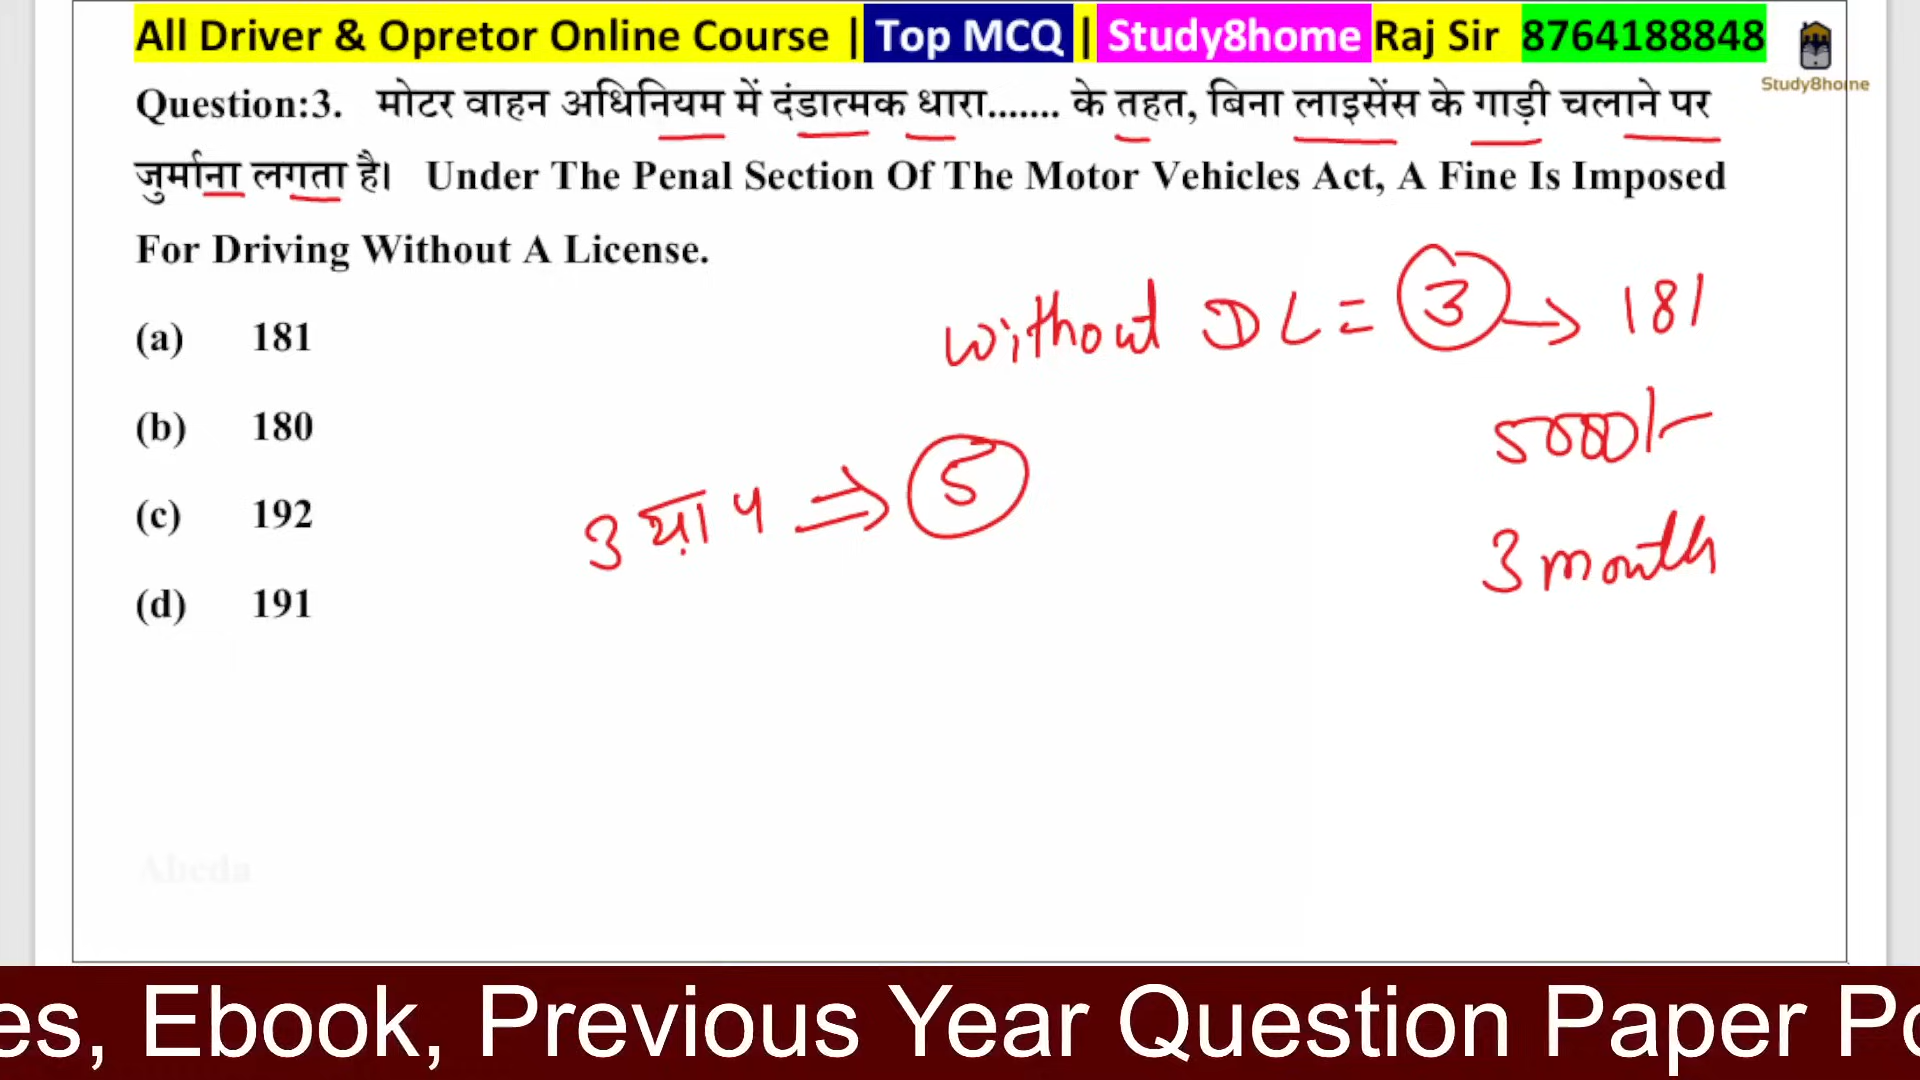 All Driver & Opretor Online Course | Top MCQ | Study8home Raj Sir 8764188848
Study8home
Question:3. मोटर वाहन अधिनियम में दंडात्मक धारा....... के तहत, बिना लाइसेंस के गाड़ी चलाने पर
जुर्माना लगता है। Under The Penal Section Of The Motor Vehicles Act, A Fine Is Imposed
For Driving Without A License.
without DL = 3 → 181
(a) 181
(b) 180
5000/-
3 या 4 ⇒ 5
(c) 192
3 month
(d) 191
Abeda
es, Ebook, Previous Year Question Paper Po